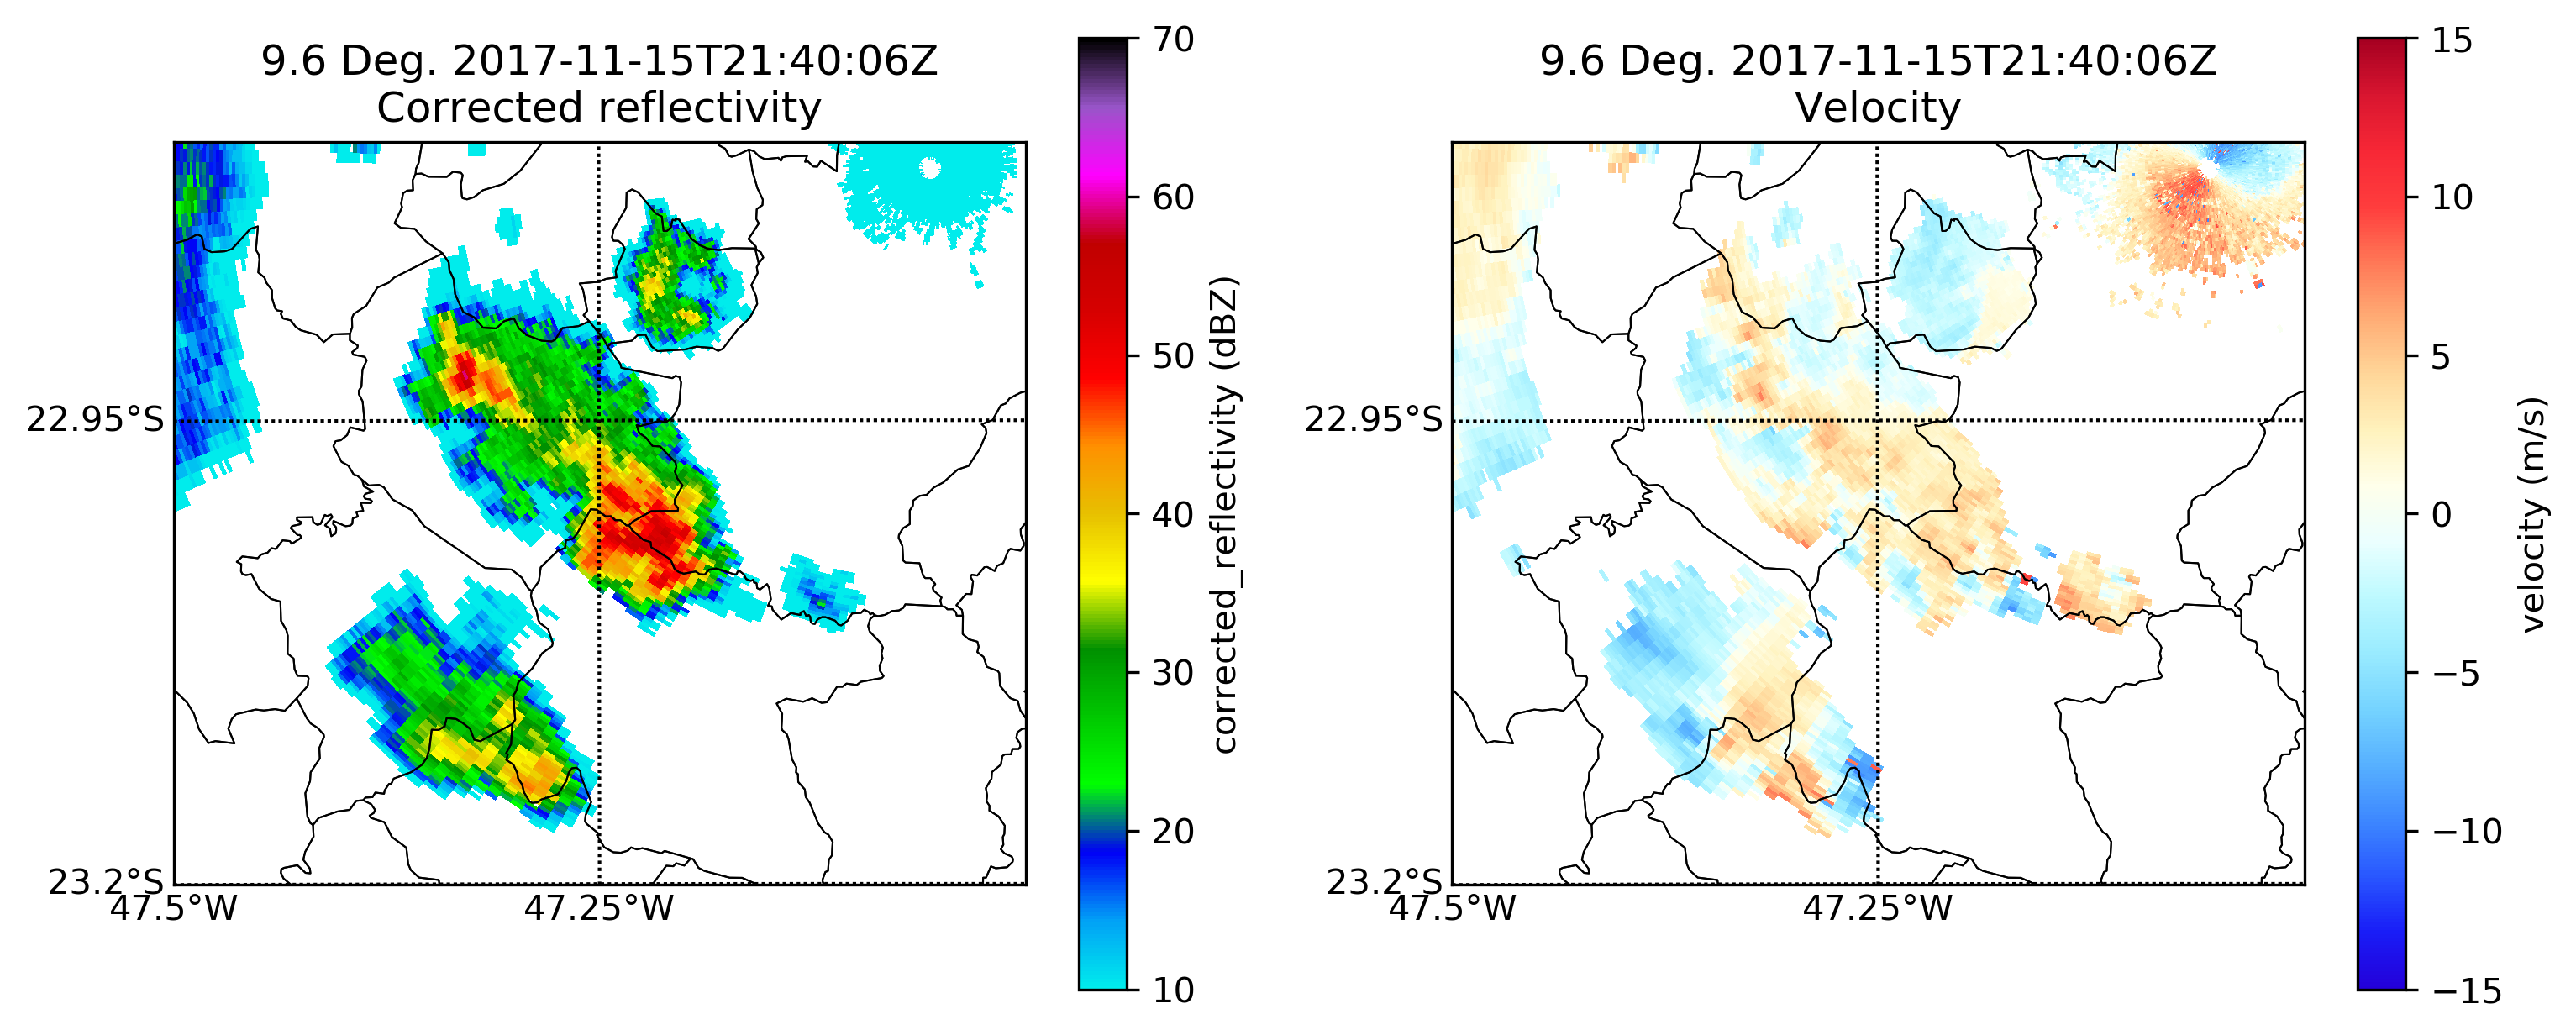 9.6 Deg. 2017-11-15T21:40:06Z
Corrected reflectivity
22.95°S
23.2°S
47.5°W
47.25°W
70
60
50
40
30
20
10
corrected_reflectivity (dBZ)
9.6 Deg. 2017-11-15T21:40:06Z
Velocity
22.95°S
23.2°S
47.5°W
47.25°W
15
10
5
0
−5
−10
−15
velocity (m/s)